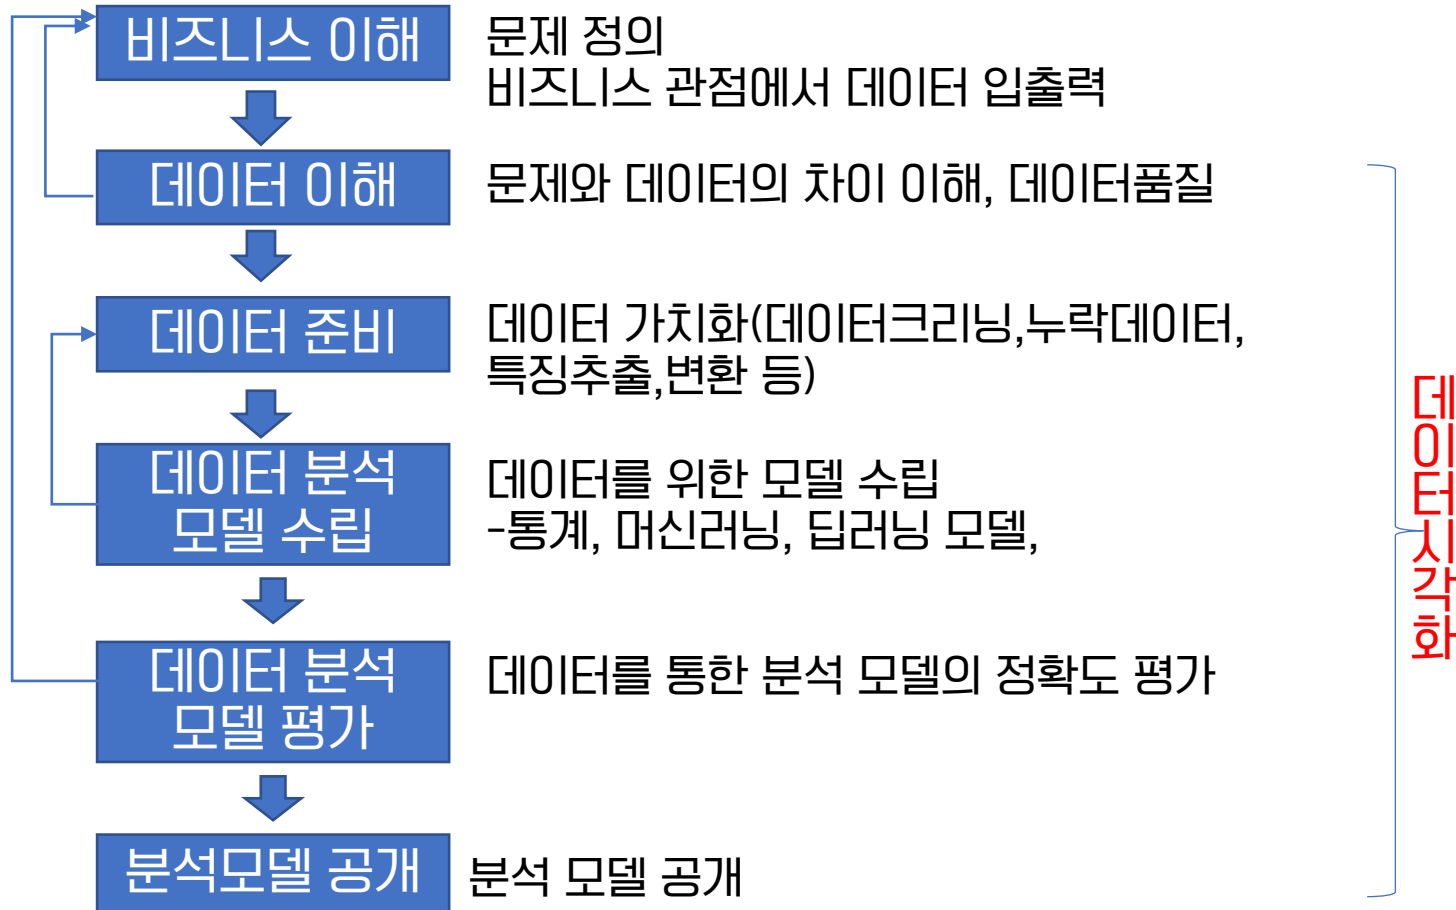 비즈니스 이해
문제 정의
비즈니스 관점에서 데이터 입출력
데이터 이해
문제와 데이터의 차이 이해, 데이터품질
데이터 준비
데이터 가치화(데이터크리닝,누락데이터,
특징추출,변환 등)
데이터 분석
모델 수립
데이터를 위한 모델 수립
-통계, 머신러닝, 딥러닝 모델,
데이터 분석
모델 평가
데이터를 통한 분석 모델의 정확도 평가
분석모델 공개
분석 모델 공개
데이터시각화